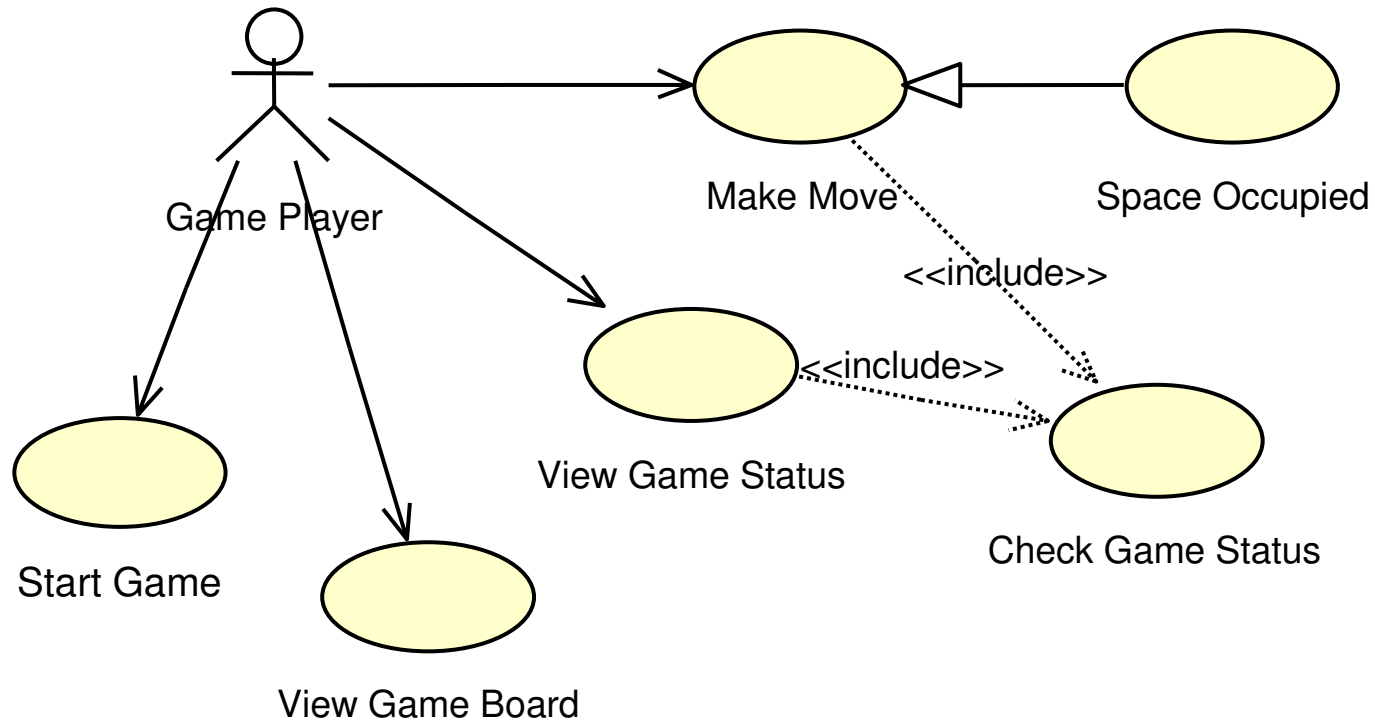 Game Player
Make Move
Space Occupied
<<include>>
<<include>>
View Game Status
Check Game Status
Start Game
View Game Board